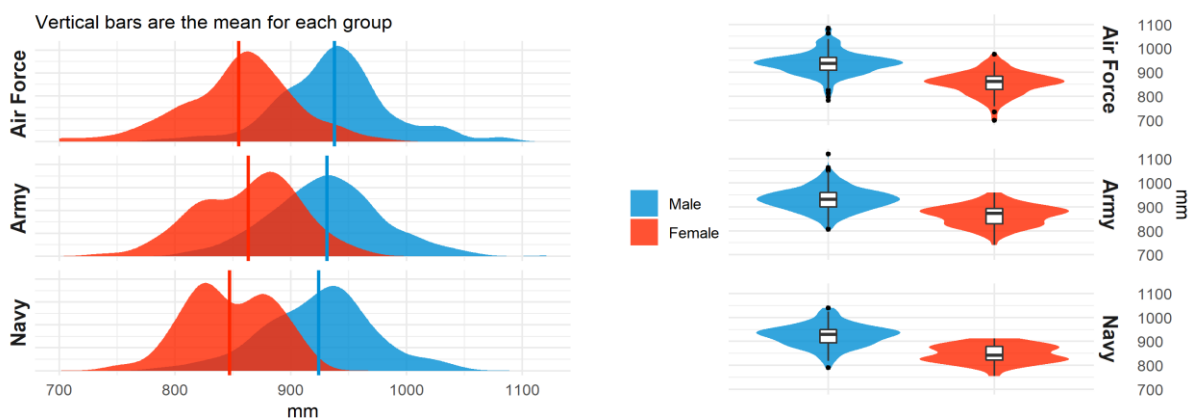 Vertical bars are the mean for each group
Air Force
Army
Navy
700 800 900 1000 1100
mm
Male
Female
1100
1000
900
800
700
Air Force
1100
1000
900
800
700
Army
mm
1100
1000
900
800
700
Navy